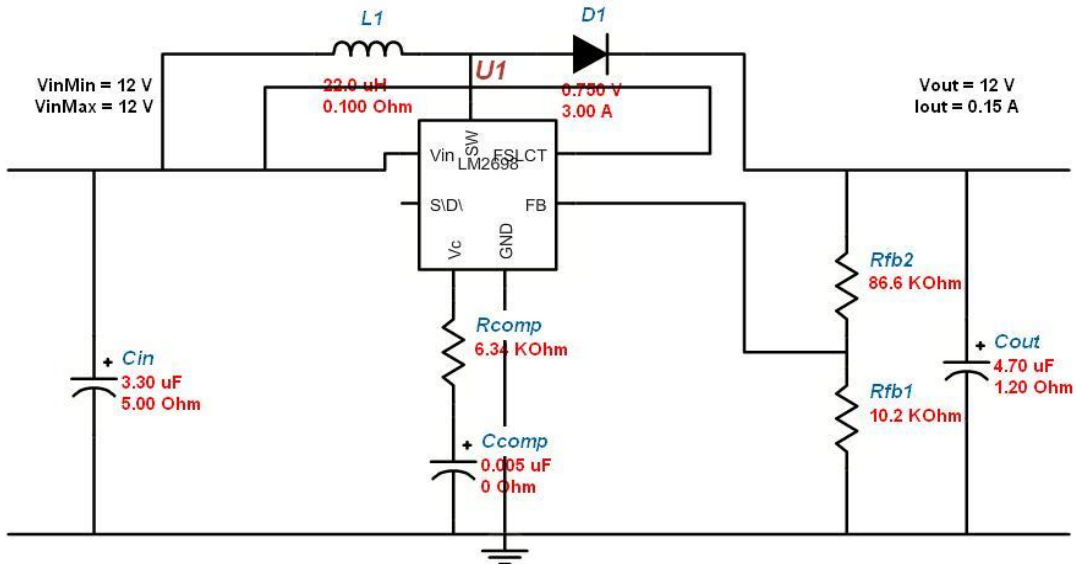 L1
D1
VinMin = 12 V
VinMax = 12 V
22.0 uH
0.100 Ohm
U1
0.750 V
3.00 A
Vout = 12 V
Iout = 0.15 A
Vin
SW
FSLCT
LM2698
S\D\
FB
Vc
GND
Rfb2
86.6 KOhm
Rcomp
6.34 KOhm
Cin
3.30 uF
5.00 Ohm
Cout
4.70 uF
1.20 Ohm
Rfb1
10.2 KOhm
Ccomp
0.005 uF
0 Ohm